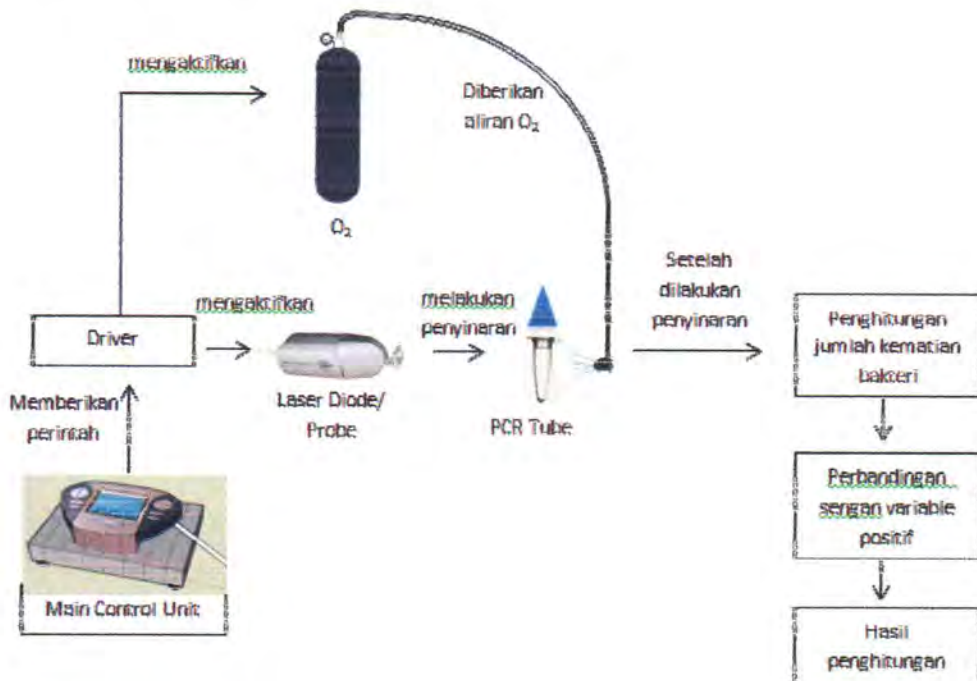 mengaktifkan
Diberikan
aliran O₂
O₂
Setelah
dilakukan
penyinaran
mengaktifkan
melakukan
penyinaran
Driver
Penghitungan
jumlah kematian
bakteri
Memberikan
perintah
Laser Diode/
Probe
PCR Tube
Perbandingan
sengan variable
positif
Main Control Unit
Hasil
penghitungan